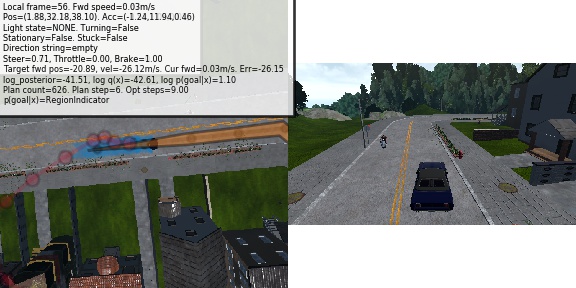 Local frame=56. Fwd speed=0.03m/s
Pos=(1.88,32.18,38.10). Acc=(-1.24,11.94,0.46)
Light state=NONE. Turning=False
Stationary=False. Stuck=False
Direction string=empty
Steer=0.71, Throttle=0.00, Brake=1.00
Target fwd pos=-20.89, vel=-26.12m/s. Cur fwd=0.03m/s. Err=-26.15
log_posterior=-41.51, log q(x)=-42.61, log p(goal|x)=1.10
Plan count=626. Plan step=6. Opt steps=9.00
p(goal|x)=RegionIndicator